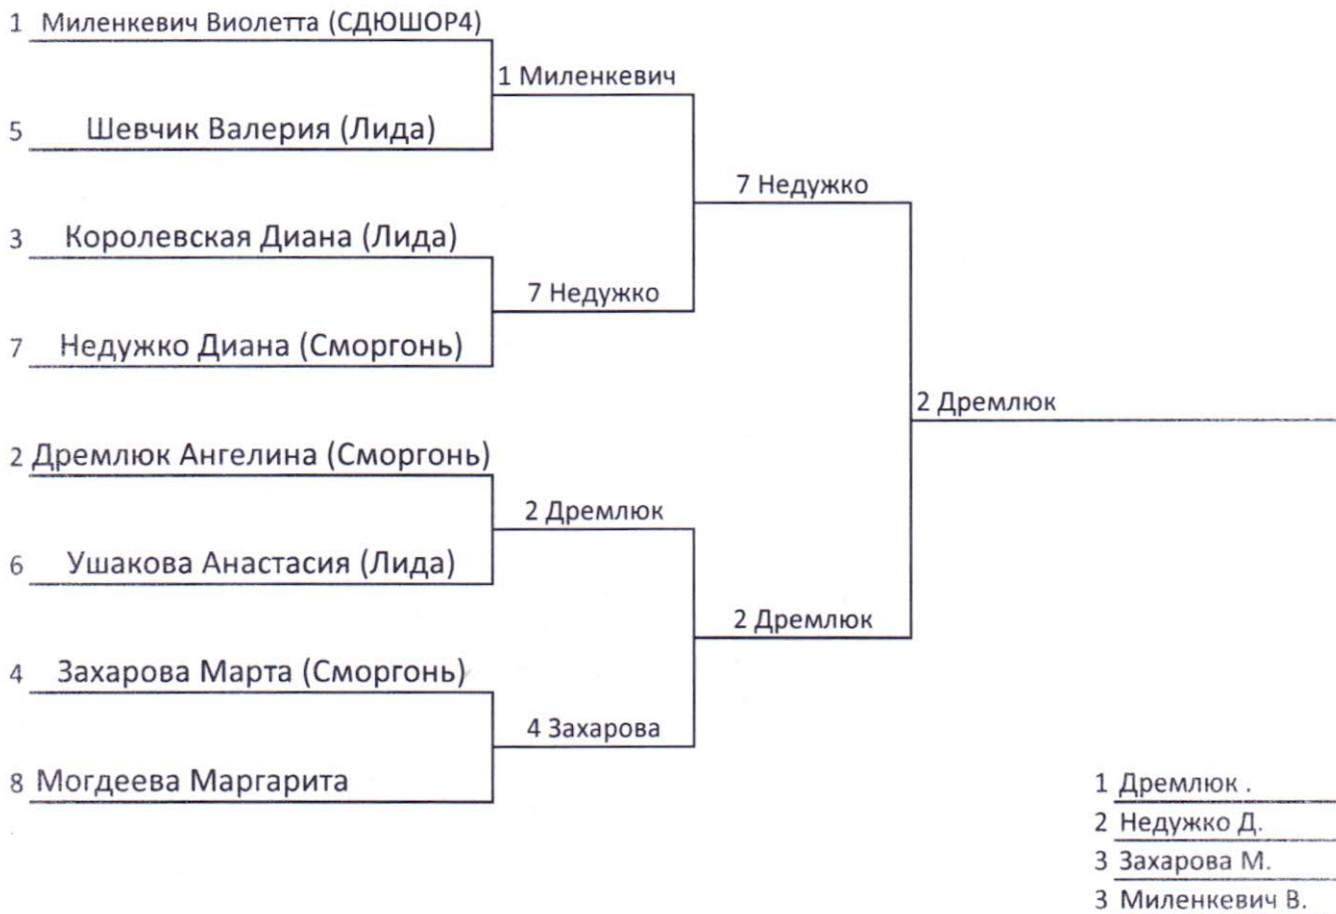 1 Миленкевич Виолетта (СДЮШОР4)
1 Миленкевич
5 Шевчик Валерия (Лида)
7 Недужко
3 Королевская Диана (Лида)
7 Недужко
7 Недужко Диана (Сморгонь)
2 Дремлюк
2 Дремлюк Ангелина (Сморгонь)
2 Дремлюк
6 Ушакова Анастасия (Лида)
2 Дремлюк
4 Захарова Марта (Сморгонь)
4 Захарова
8 Могдеева Маргарита
1 Дремлюк .
2 Недужко Д.
3 Захарова М.
3 Миленкевич В.